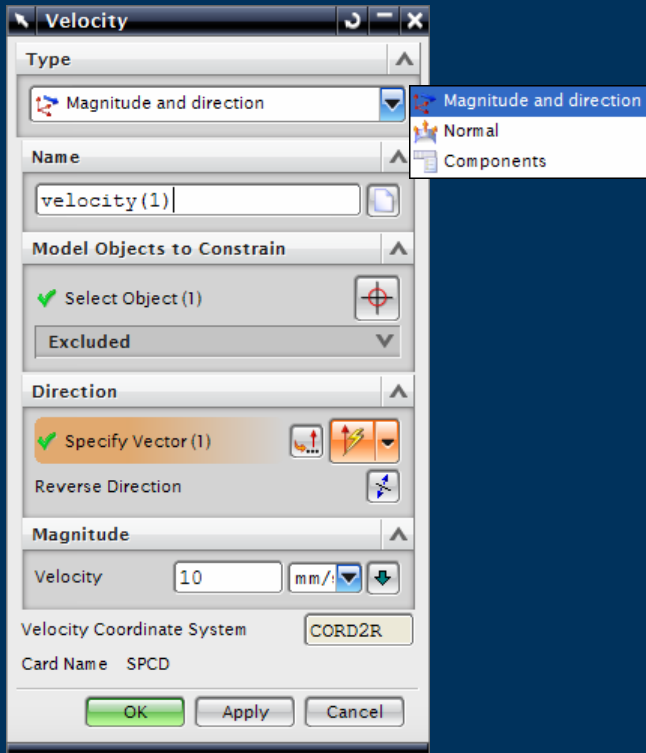 Velocity
Type
Magnitude and direction
Magnitude and direction
Normal
Components
Name
velocity(1)
Model Objects to Constrain
Select Object (1)
Excluded
Direction
Specify Vector (1)
Reverse Direction
Magnitude
Velocity 10 mm/
Velocity Coordinate System CORD2R
Card Name SPCD
OK Apply Cancel